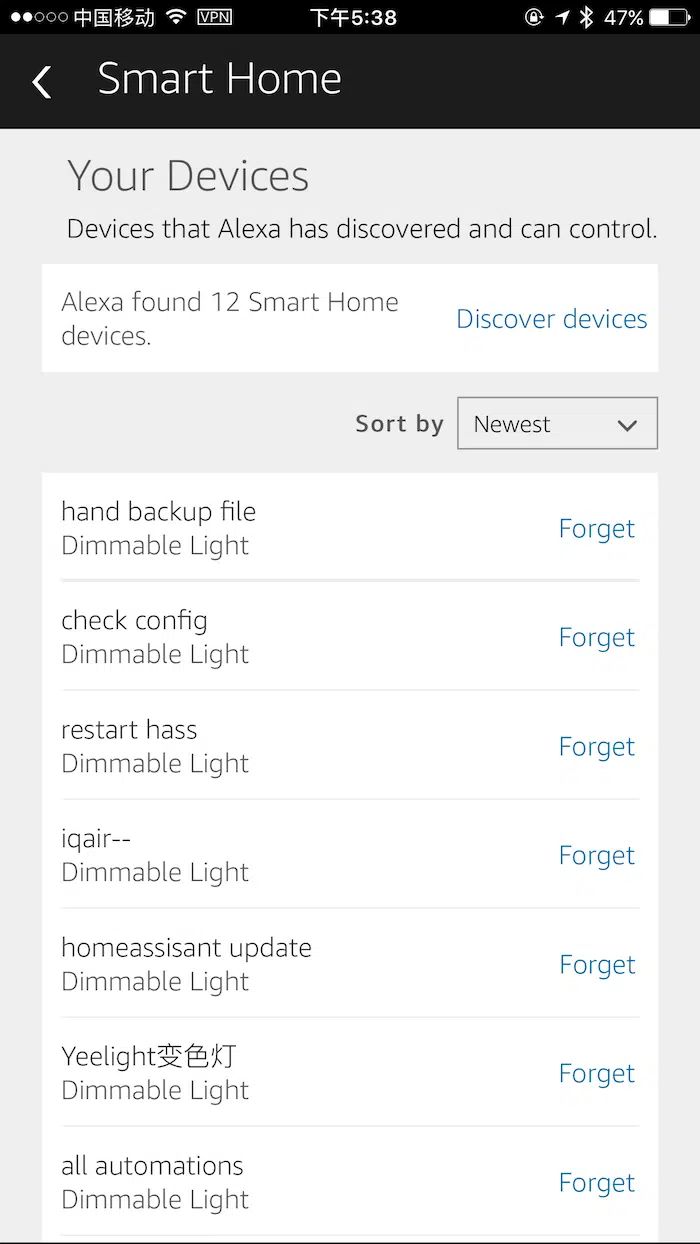 中国移动 VPN 下午5:38 47%
Smart Home
Your Devices
Devices that Alexa has discovered and can control.
Alexa found 12 Smart Home
devices.
Discover devices
Sort by Newest
hand backup file
Dimmable Light
Forget
check config
Dimmable Light
Forget
restart hass
Dimmable Light
Forget
iqair--
Dimmable Light
Forget
homeassisant update
Dimmable Light
Forget
Yeelight变色灯
Dimmable Light
Forget
all automations
Dimmable Light
Forget